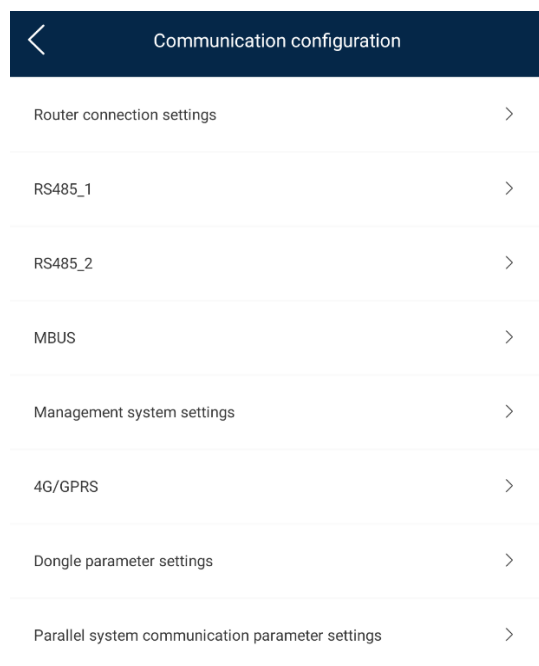 Communication configuration
Router connection settings
RS485_1
RS485_2
MBUS
Management system settings
4G/GPRS
Dongle parameter settings
Parallel system communication parameter settings